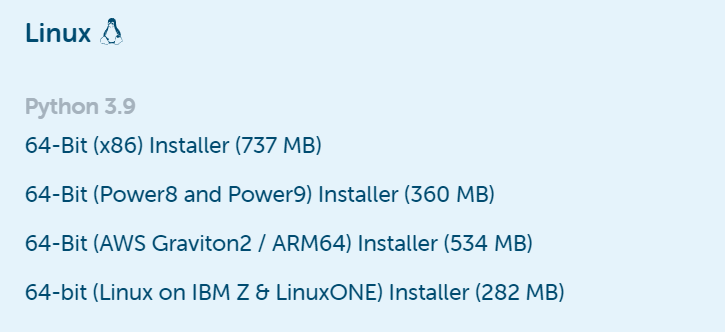 Linux
Python 3.9
64-Bit (x86) Installer (737 MB)
64-Bit (Power8 and Power9) Installer (360 MB)
64-Bit (AWS Graviton2 / ARM64) Installer (534 MB)
64-bit (Linux on IBM Z & LinuxONE) Installer (282 MB)